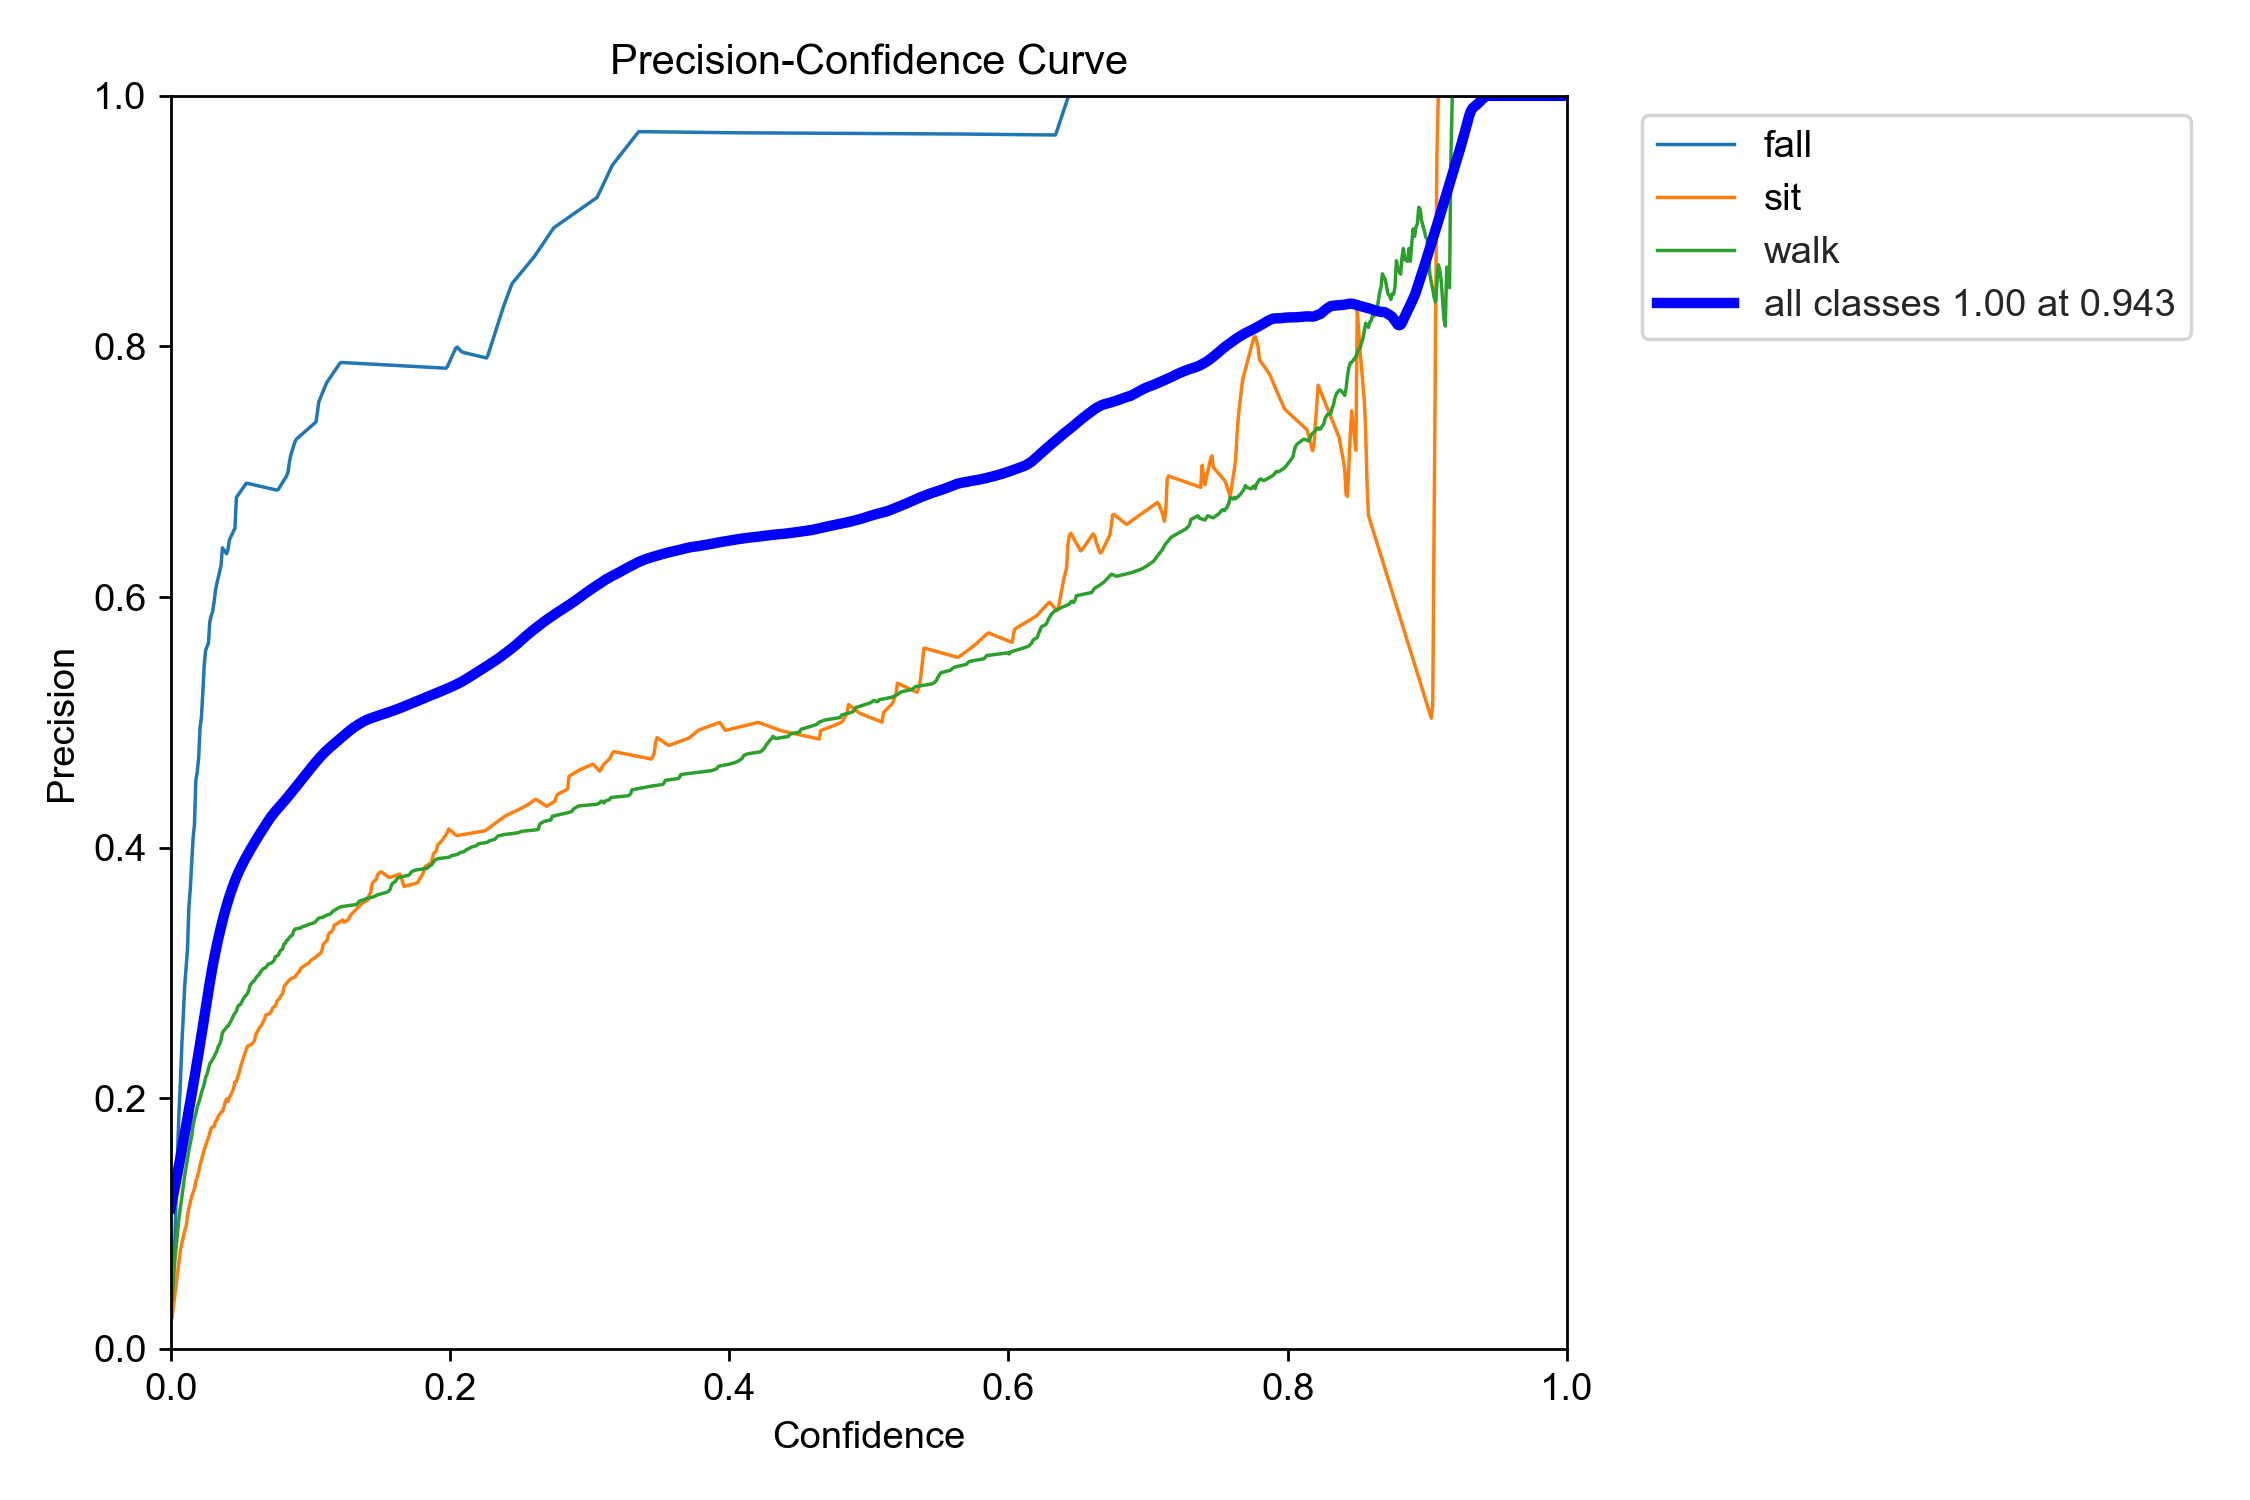 Precision-Confidence Curve
1.0
0.8
0.6
0.4
0.2
0.0
Precision
0.0 0.2 0.4 0.6 0.8 1.0
Confidence
fall
sit
walk
all classes 1.00 at 0.943